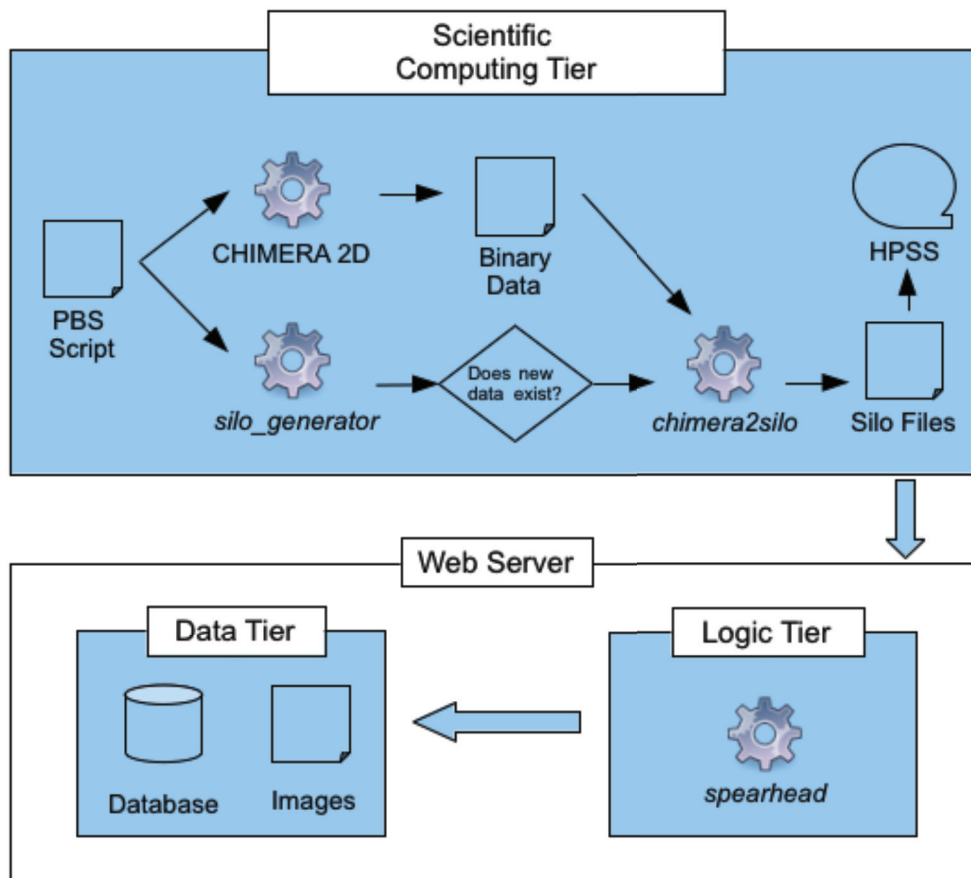 Scientific
Computing Tier
CHIMERA 2D
Binary
Data
HPSS
PBS
Script
silo_generator
Does new
data exist?
chimera2silo
Silo Files
Web Server
Data Tier
Logic Tier
Database
Images
spearhead